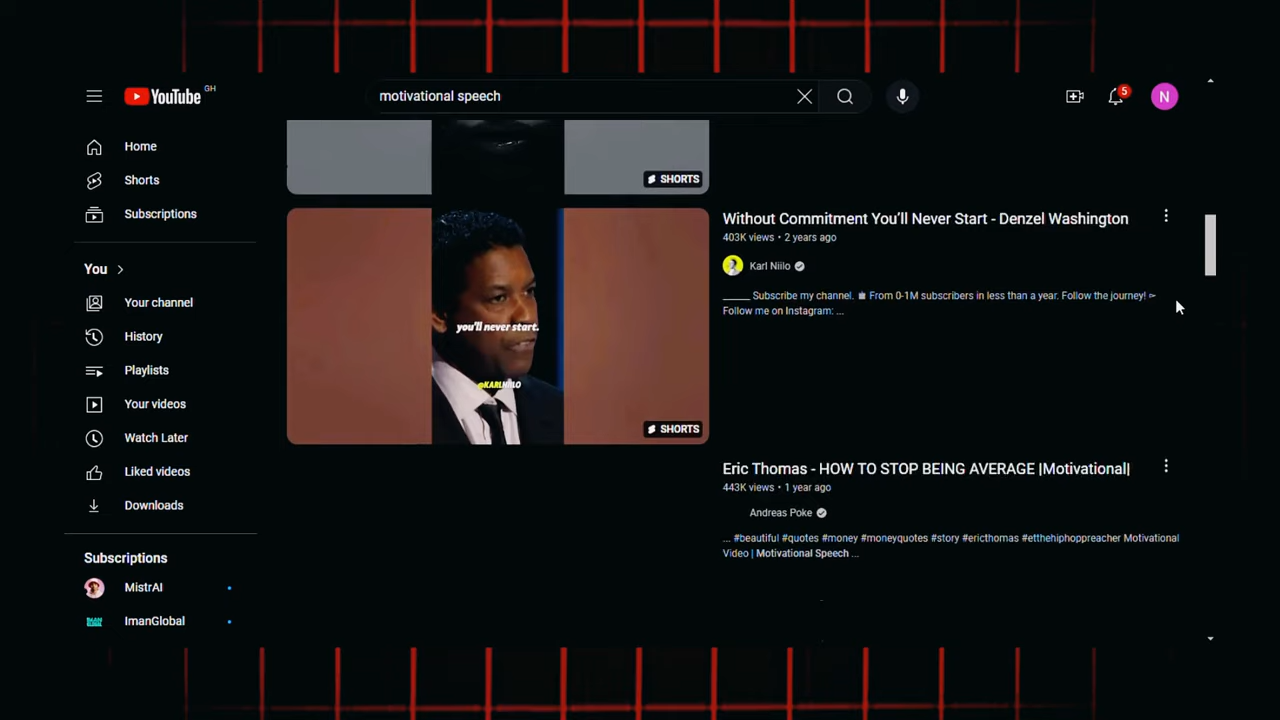 YouTube GH
motivational speech
5
N
Home
Shorts
Subscriptions
You
Your channel
History
Playlists
Your videos
Watch Later
Liked videos
Downloads
Subscriptions
MistrAI
ImanGlobal
SHORTS
you'll never start.
@KARLNIILO
SHORTS
Without Commitment You'll Never Start - Denzel Washington
403K views • 2 years ago
Karl Niilo
______ Subscribe my channel. From 0-1M subscribers in less than a year. Follow the journey! ➣
Follow me on Instagram: ...
Eric Thomas - HOW TO STOP BEING AVERAGE |Motivational|
443K views • 1 year ago
Andreas Poke
... #beautiful #quotes #money #moneyquotes #story #ericthomas #etthehiphoppreacher Motivational
Video | Motivational Speech ...